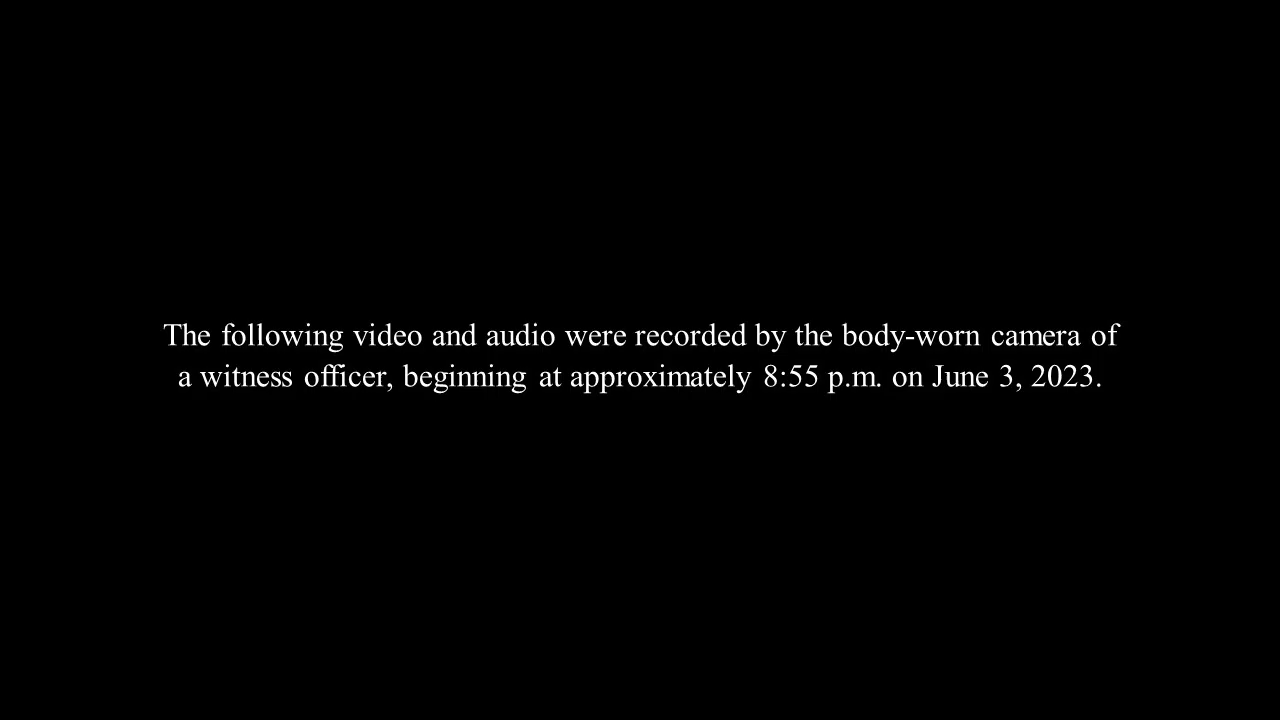 The following video and audio were recorded by the body-worn camera of
a witness officer, beginning at approximately 8:55 p.m. on June 3, 2023.